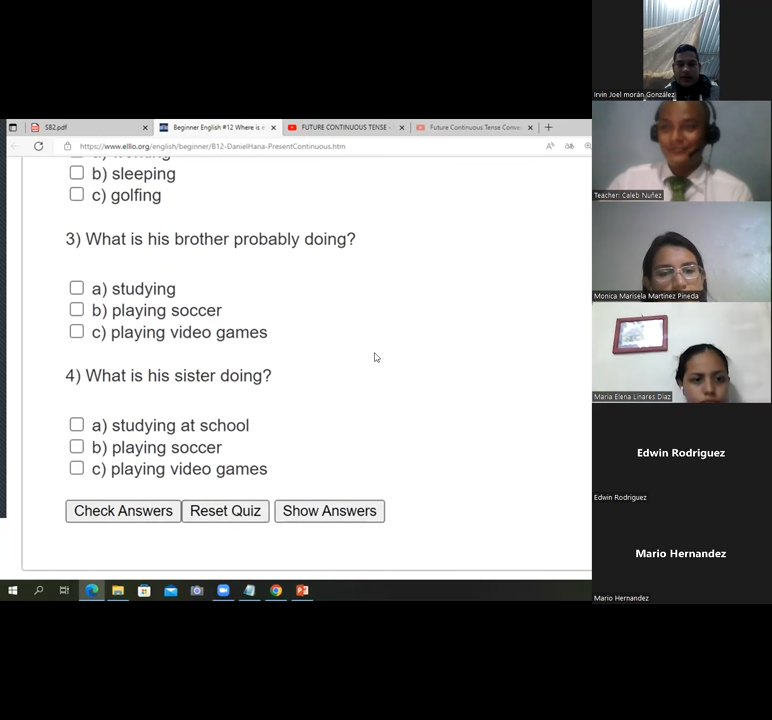 SB2.pdf
Beginner English #12 Where is e
FUTURE CONTINUOUS TENSE -
Future Continuous Tense Conve
https://www.elllo.org/english/beginner/B12-DanielHana-PresentContinuous.htm
b) sleeping
c) golfing
3) What is his brother probably doing?
a) studying
b) playing soccer
c) playing video games
4) What is his sister doing?
a) studying at school
b) playing soccer
c) playing video games
Check Answers
Reset Quiz
Show Answers
Irvin Joel morán González
Teacher: Caleb Nuñez
Monica Marisela Martinez Pineda
Maria Elena Linares Diaz
Edwin Rodriguez
Edwin Rodriguez
Mario Hernandez
Mario Hernandez